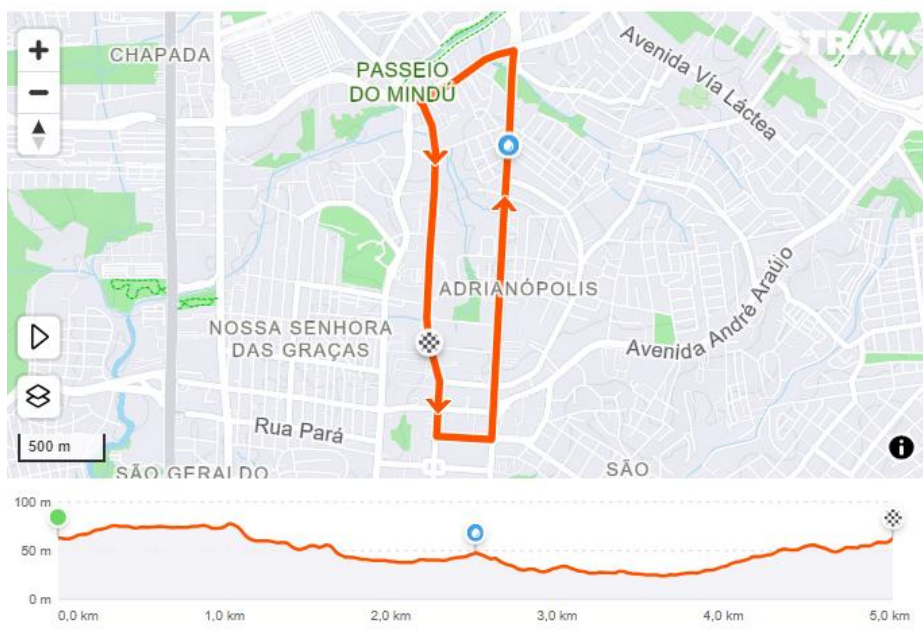 CHAPADA
PASSEIO
DO MINDÚ
Avenida Vía Láctea
STRAVA
ADRIANÓPOLIS
NOSSA SENHORA
DAS GRAÇAS
Avenida André Araújo
Rua Pará
500 m
SÃO GERALDO
SÃO
i
100 m
50 m
0 m
0,0 km
1,0 km
2,0 km
3,0 km
4,0 km
5,0 km